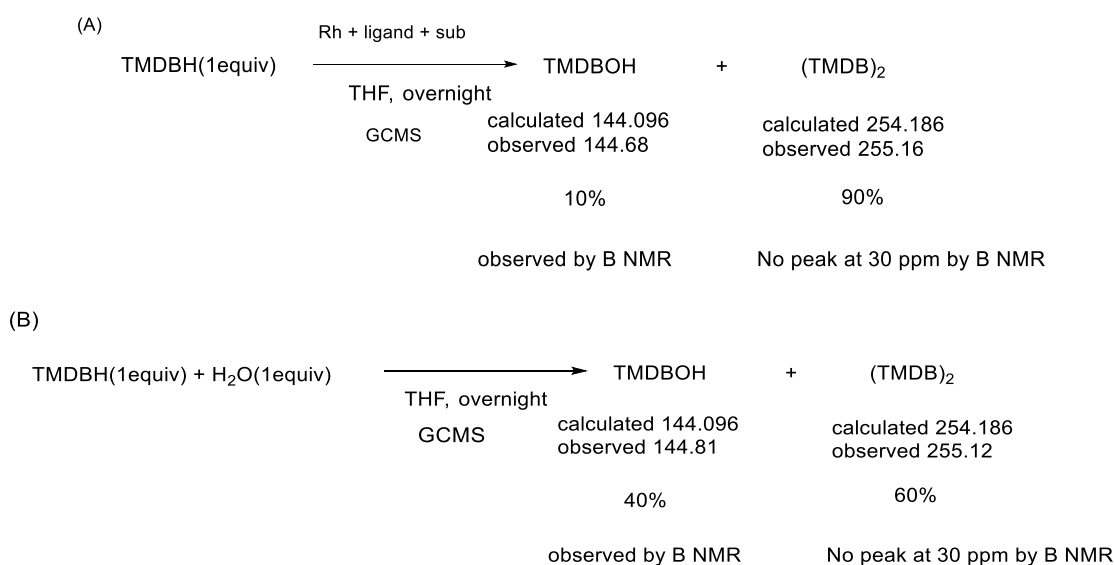 (A)
Rh + ligand + sub
TMDBH(1equiv) TMDBOH + (TMDB)₂
THF, overnight
GCMS
calculated 144.096
observed 144.68
calculated 254.186
observed 255.16
10% 90%
observed by B NMR No peak at 30 ppm by B NMR
(B)
TMDBH(1equiv) + H₂O(1equiv) TMDBOH + (TMDB)₂
THF, overnight
GCMS
calculated 144.096
observed 144.81
calculated 254.186
observed 255.12
40% 60%
observed by B NMR No peak at 30 ppm by B NMR